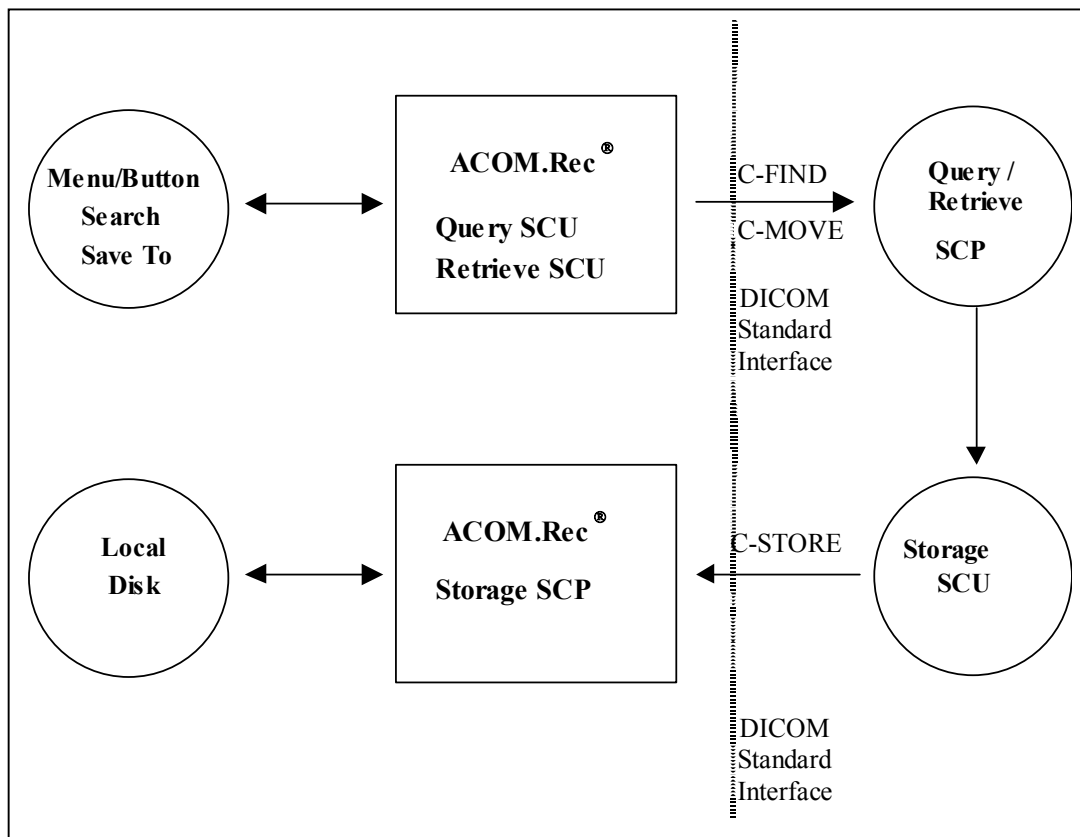 Menu/Button
Search
Save To
ACOM.Rec ®
Query SCU
Retrieve SCU
C-FIND
C-MOVE
DICOM
Standard
Interface
Query /
Retrieve
SCP
Local
Disk
ACOM.Rec ®
Storage SCP
C-STORE
Storage
SCU
DICOM
Standard
Interface